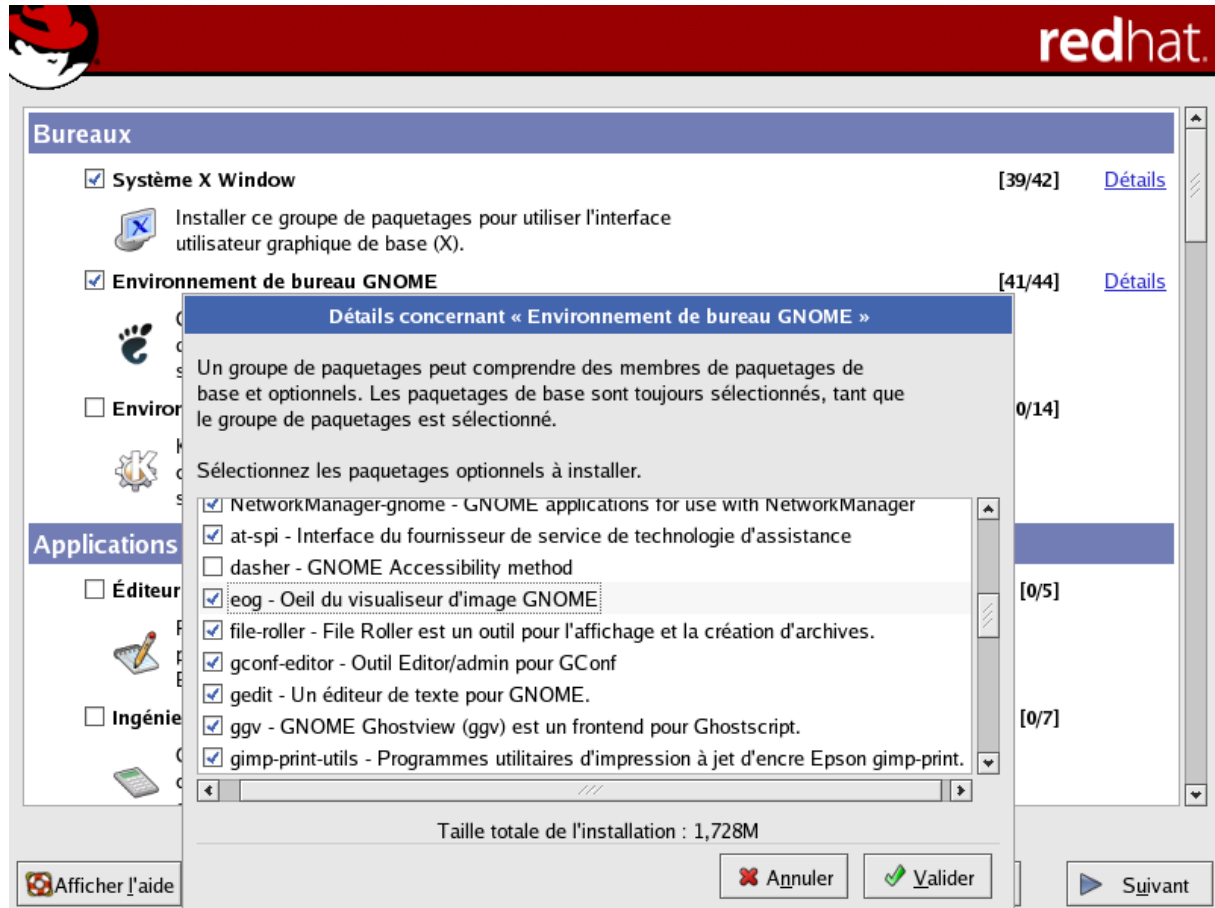 redhat.
Bureaux
Système X Window [39/42] Détails
Installer ce groupe de paquetages pour utiliser l'interface
utilisateur graphique de base (X).
Environnement de bureau GNOME [41/44] Détails
Détails concernant « Environnement de bureau GNOME »
Un groupe de paquetages peut comprendre des membres de paquetages de
base et optionnels. Les paquetages de base sont toujours sélectionnés, tant que
le groupe de paquetages est sélectionné.
Sélectionnez les paquetages optionnels à installer.
NetworkManager-gnome - GNOME applications for use with NetworkManager
at-spi - Interface du fournisseur de service de technologie d'assistance
dasher - GNOME Accessibility method
eog - Oeil du visualiseur d'image GNOME
file-roller - File Roller est un outil pour l'affichage et la création d'archives.
gconf-editor - Outil Editor/admin pour GConf
gedit - Un éditeur de texte pour GNOME.
ggv - GNOME Ghostview (ggv) est un frontend pour Ghostscript.
gimp-print-utils - Programmes utilitaires d'impression à jet d'encre Epson gimp-print.
Taille totale de l'installation : 1,728M
Annuler
Valider
Environ 0/14]
Applications
Éditeur [0/5]
Ingénie [0/7]
Afficher l'aide
Suivant